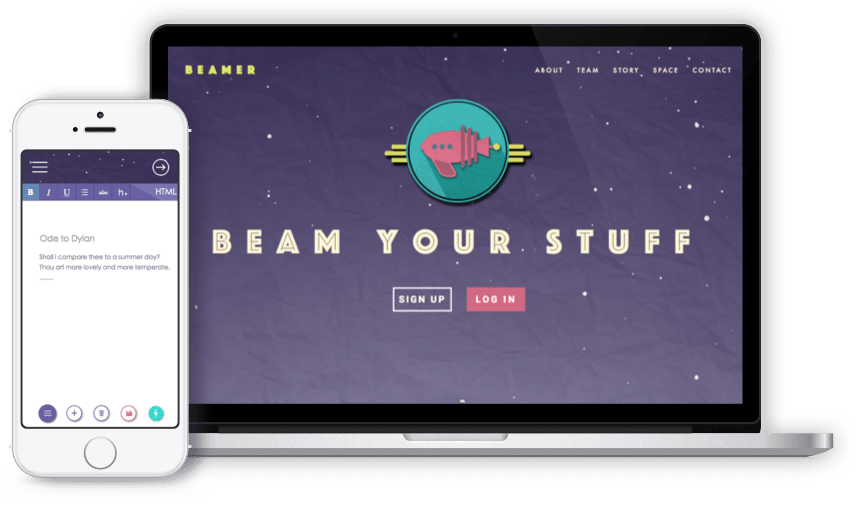 BEAMER
ABOUT TEAM STORY SPACE CONTACT
BEAM YOUR STUFF
SIGN UP LOG IN
B I U abc h HTML
Ode to Dylan
Shall I compare thee to a summer day?
Thou art more lovely and more temperate.